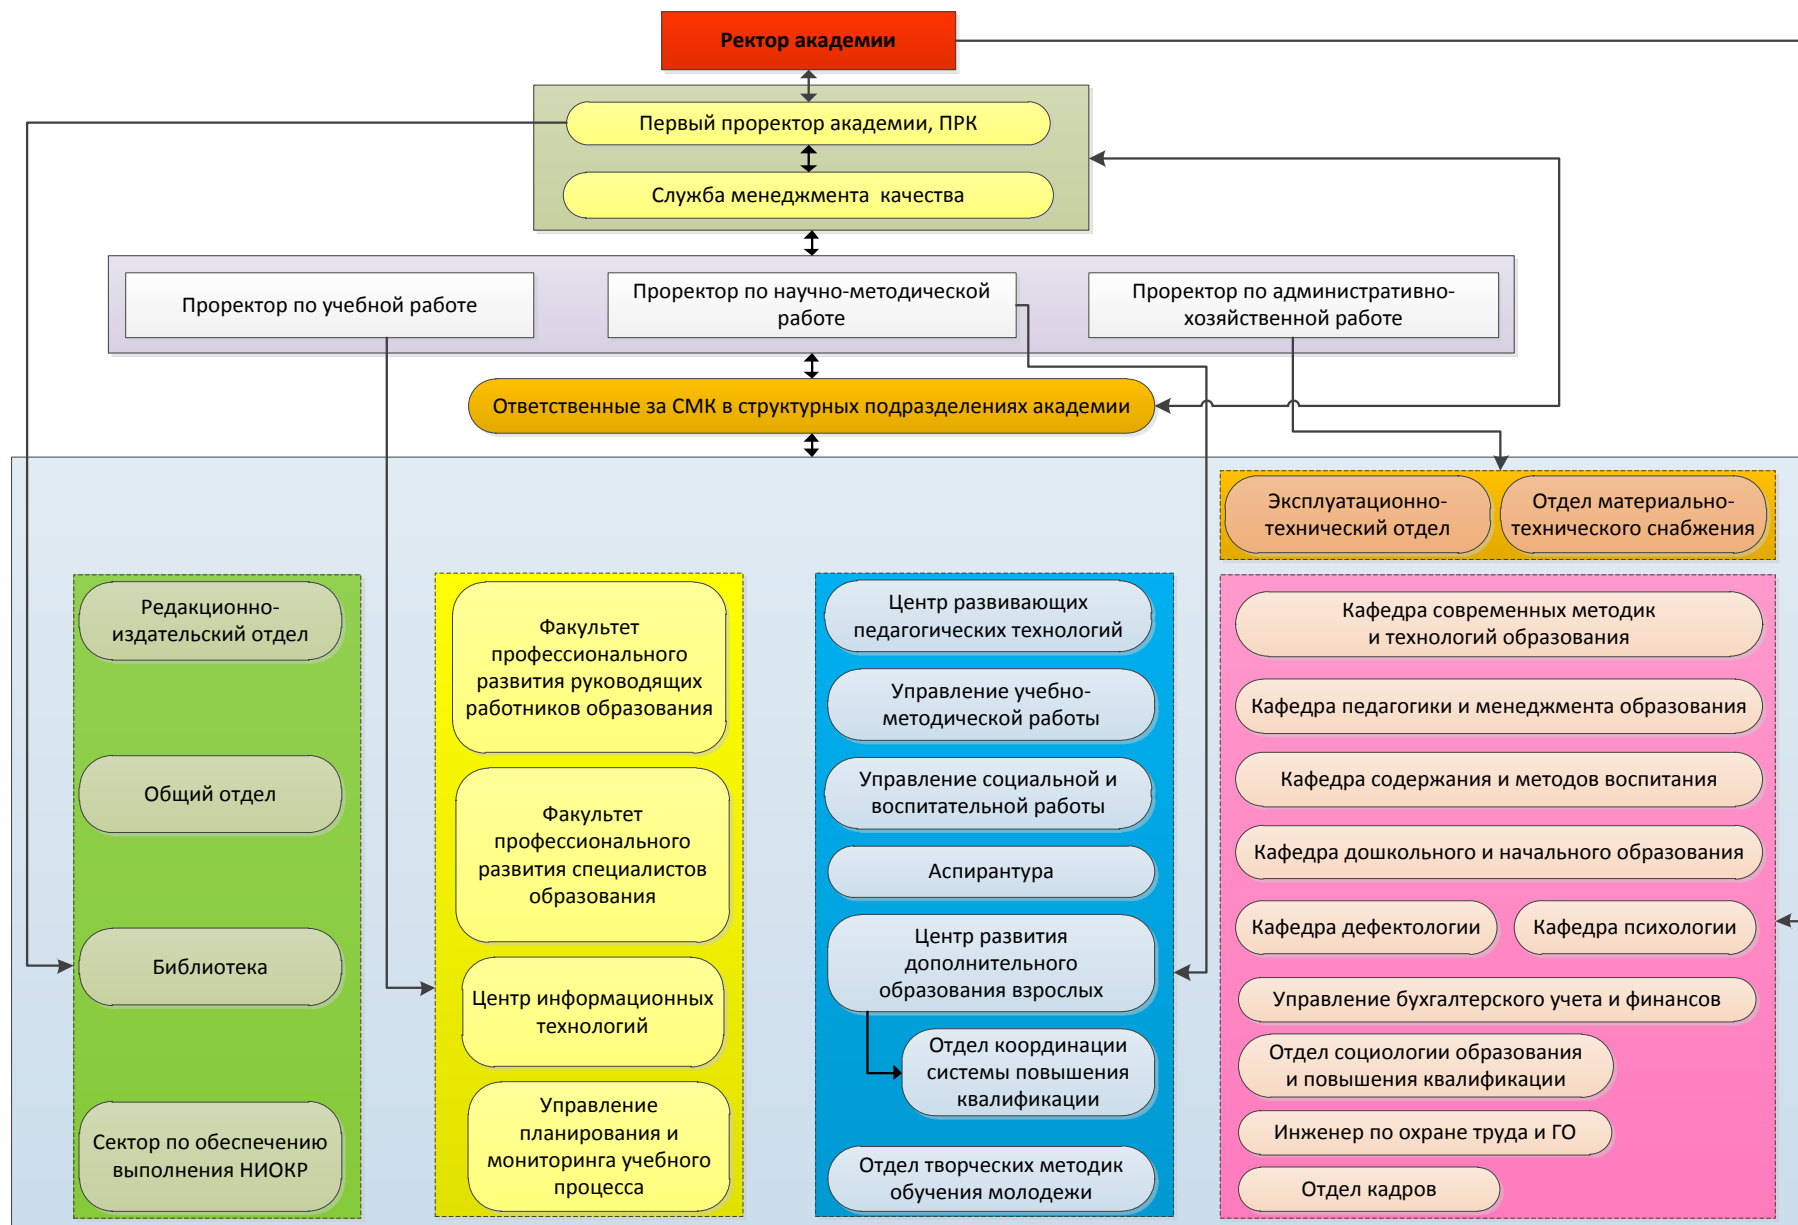 Ректор академии
Первый проректор академии, ПРК
Служба менеджмента качества
Проректор по учебной работе
Проректор по научно-методической
работе
Проректор по административно-
хозяйственной работе
Ответственные за СМК в структурных подразделениях академии
Эксплуатационно-
технический отдел
Отдел материально-
технического снабжения
Редакционно-
издательский отдел
Общий отдел
Библиотека
Сектор по обеспечению
выполнения НИОКР
Факультет
профессионального
развития руководящих
работников образования
Факультет
профессионального
развития специалистов
образования
Центр информационных
технологий
Управление
планирования и
мониторинга учебного
процесса
Центр развивающих
педагогических технологий
Управление учебно-
методической работы
Управление социальной и
воспитательной работы
Аспирантура
Центр развития
дополнительного
образования взрослых
Отдел координации
системы повышения
квалификации
Отдел творческих методик
обучения молодежи
Кафедра современных методик
и технологий образования
Кафедра педагогики и менеджмента образования
Кафедра содержания и методов воспитания
Кафедра дошкольного и начального образования
Кафедра дефектологии
Кафедра психологии
Управление бухгалтерского учета и финансов
Отдел социологии образования
и повышения квалификации
Инженер по охране труда и ГО
Отдел кадров